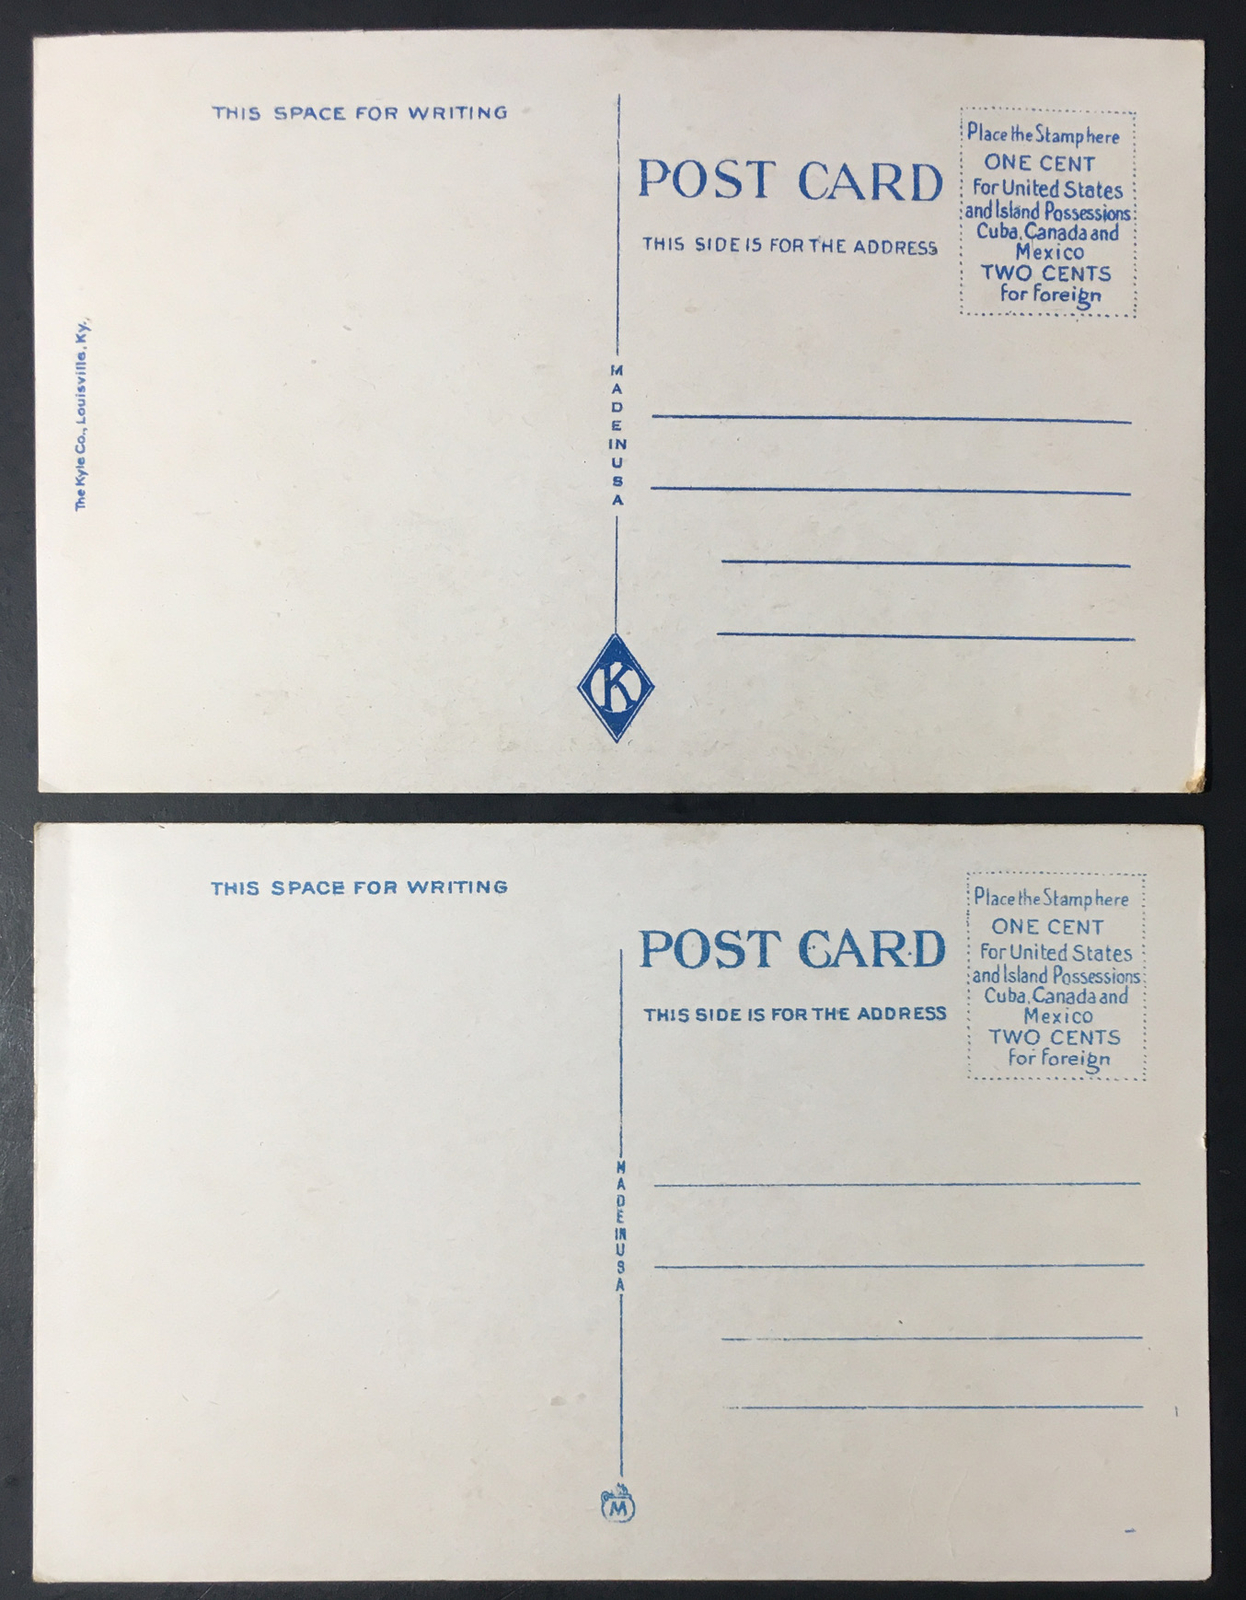 THIS SPACE FOR WRITING
POST CARD
THIS SIDE IS FOR THE ADDRESS
Place the Stamp here
ONE CENT
For United States
and Island Possessions
Cuba, Canada and
Mexico
TWO CENTS
for Foreign
The Kyle Co., Louisville, Ky.
MADE IN USA
K
THIS SPACE FOR WRITING
POST CARD
THIS SIDE IS FOR THE ADDRESS
Place the Stamp here
ONE CENT
For United States
and Island Possessions
Cuba, Canada and
Mexico
TWO CENTS
for Foreign
MADE IN USA
M